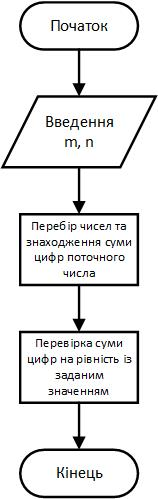 Початок
Введення
m, n
Перебір чисел та
знаходження суми
цифр поточного
числа
Перевірка суми
цифр на рівність із
заданим
значенням
Кінець